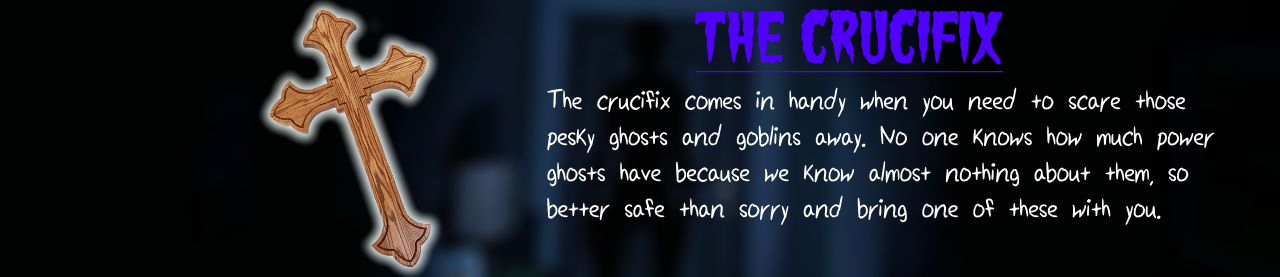 THE CRUCIFIX
The crucifix comes in handy when you need to scare those
pesky ghosts and goblins away. No one knows how much power
ghosts have because we know almost nothing about them, so
better safe than sorry and bring one of these with you.